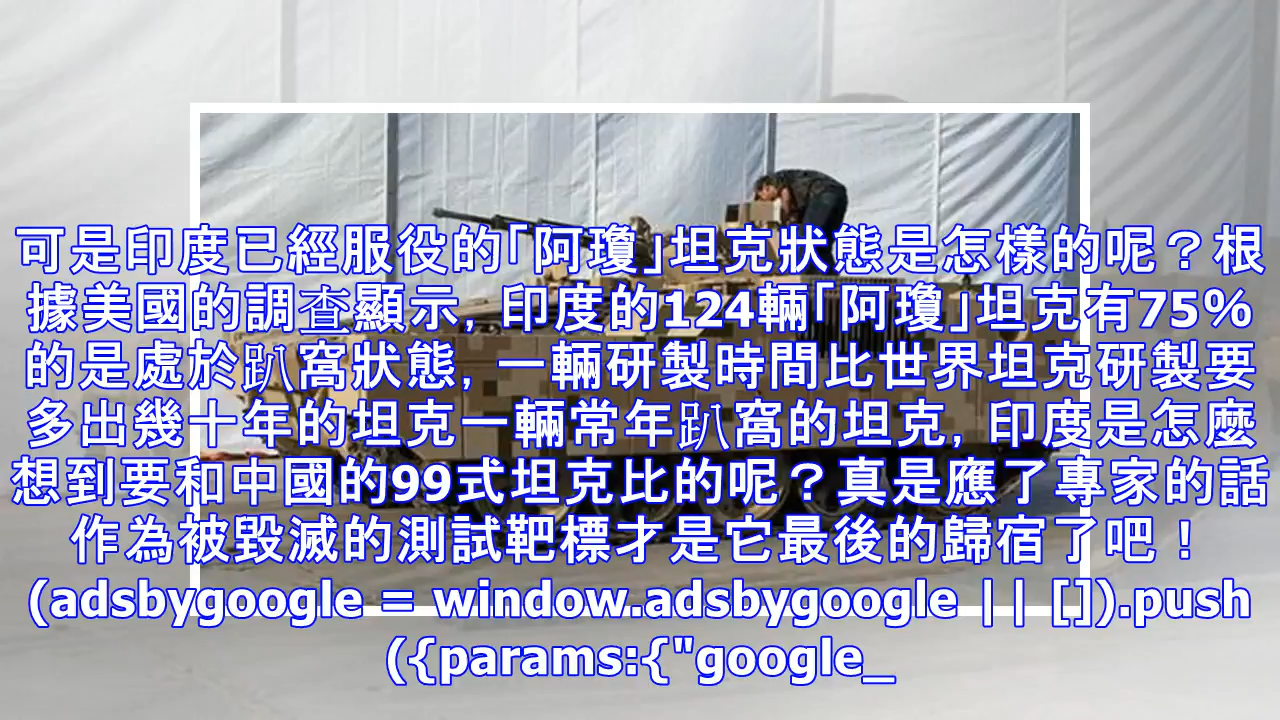 可是印度已經服役的「阿瓊」坦克狀態是怎樣的呢？根
據美國的調查顯示, 印度的124輛「阿瓊」坦克有75%
的是處於趴窩狀態, 一輛研製時間比世界坦克研製要
多出幾十年的坦克一輛常年趴窩的坦克, 印度是怎麼
想到要和中國的99式坦克比的呢？真是應了專家的話
作為被毀滅的測試靶標才是它最後的歸宿了吧！
(adsbygoogle = window.adsbygoogle || []).push
({params:{"google_